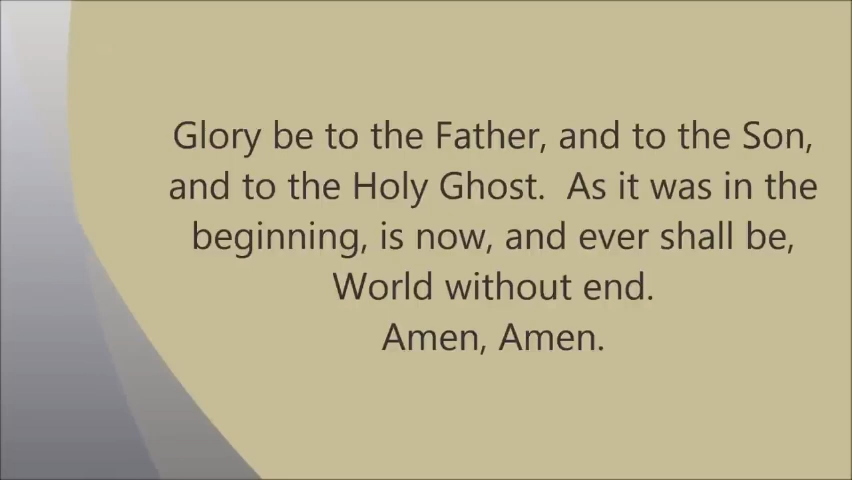 Glory be to the Father, and to the Son,
and to the Holy Ghost.  As it was in the
beginning, is now, and ever shall be,
World without end.
Amen, Amen.